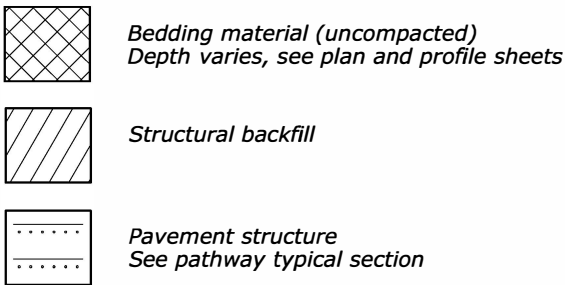 Bedding material (uncompacted)
Depth varies, see plan and profile sheets
Structural backfill
Pavement structure
See pathway typical section